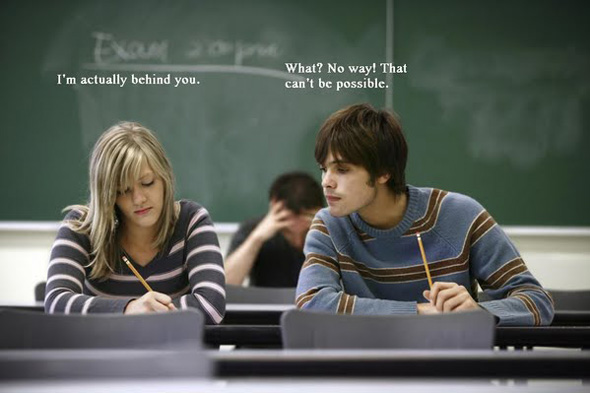 Exam
I'm actually behind you.
What? No way! That
can't be possible.